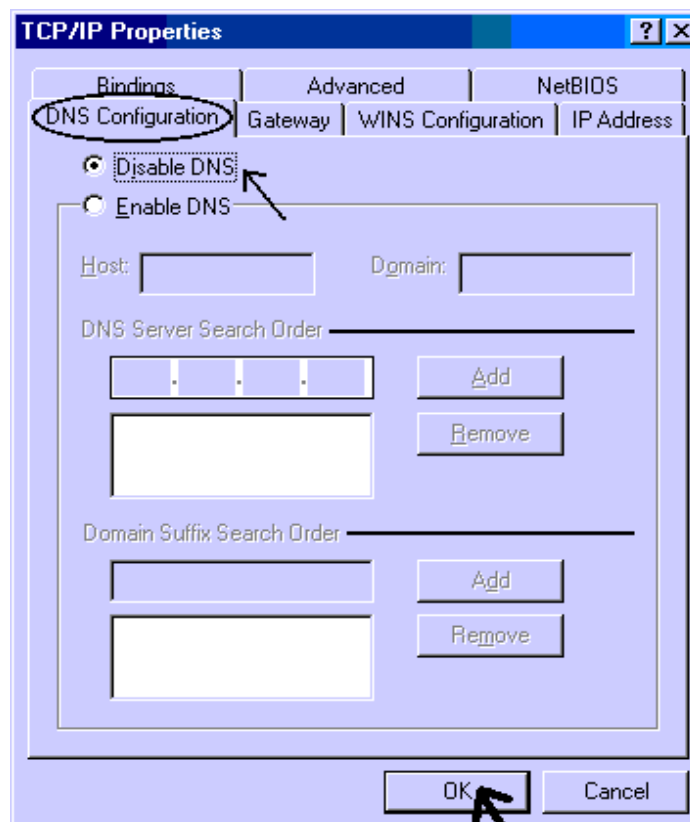 TCP/IP Properties
?
Bindings Advanced NetBIOS
DNS Configuration Gateway WINS Configuration IP Address
Disable DNS
Enable DNS
Host: Domain:
DNS Server Search Order
. . .
Add
Remove
Domain Suffix Search Order
Add
Remove
OK Cancel